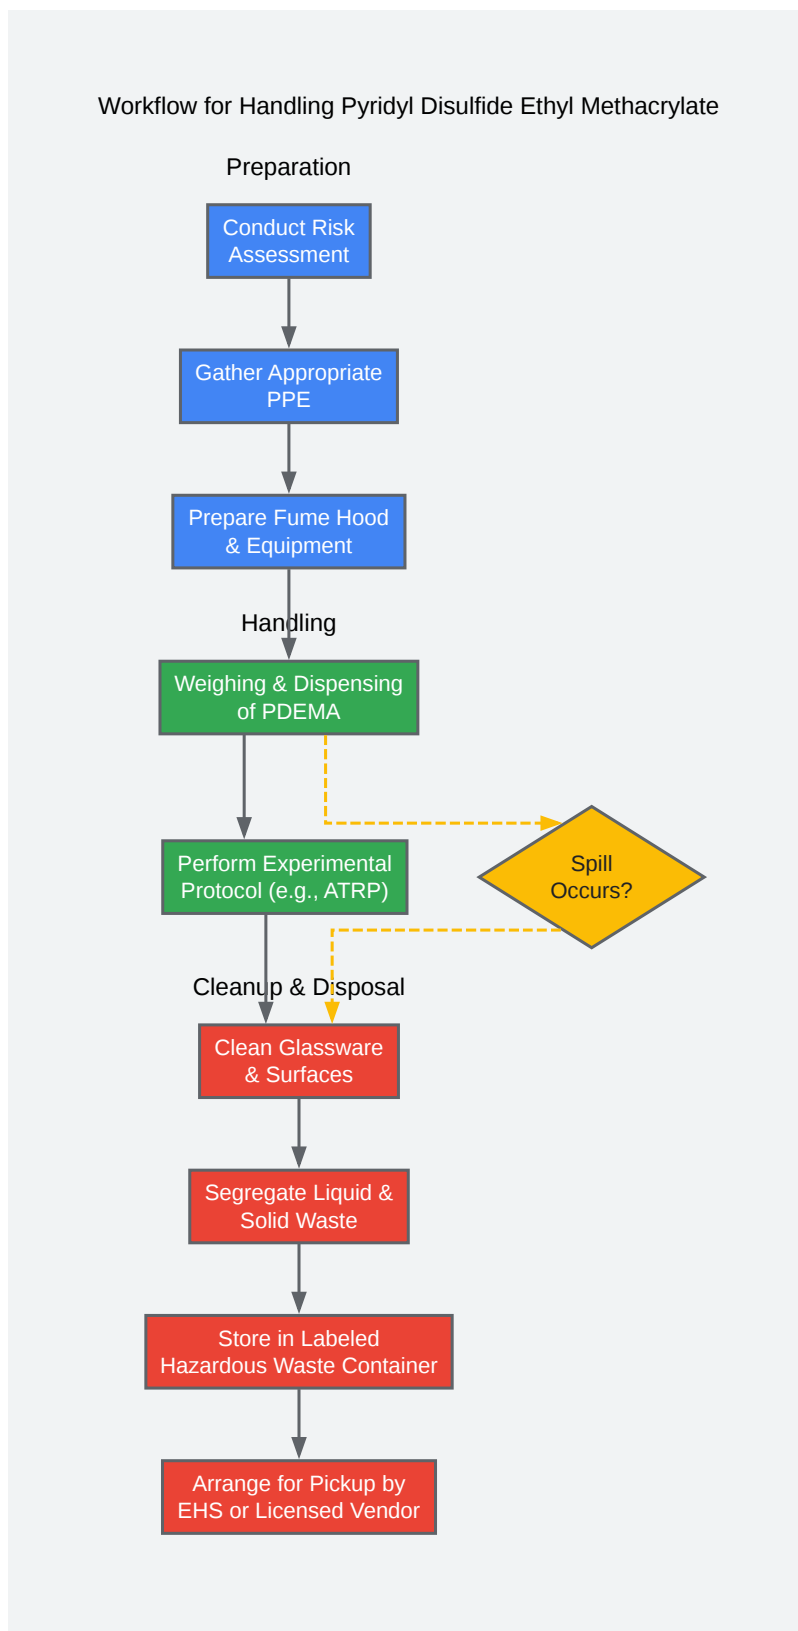 Workflow for Handling Pyridyl Disulfide Ethyl Methacrylate
Preparation
Conduct Risk
Assessment
Gather Appropriate
PPE
Prepare Fume Hood
& Equipment
Handling
Weighing & Dispensing
of PDEMA
Perform Experimental
Protocol (e.g., ATRP)
Spill
Occurs?
Cleanup & Disposal
Clean Glassware
& Surfaces
Segregate Liquid &
Solid Waste
Store in Labeled
Hazardous Waste Container
Arrange for Pickup by
EHS or Licensed Vendor